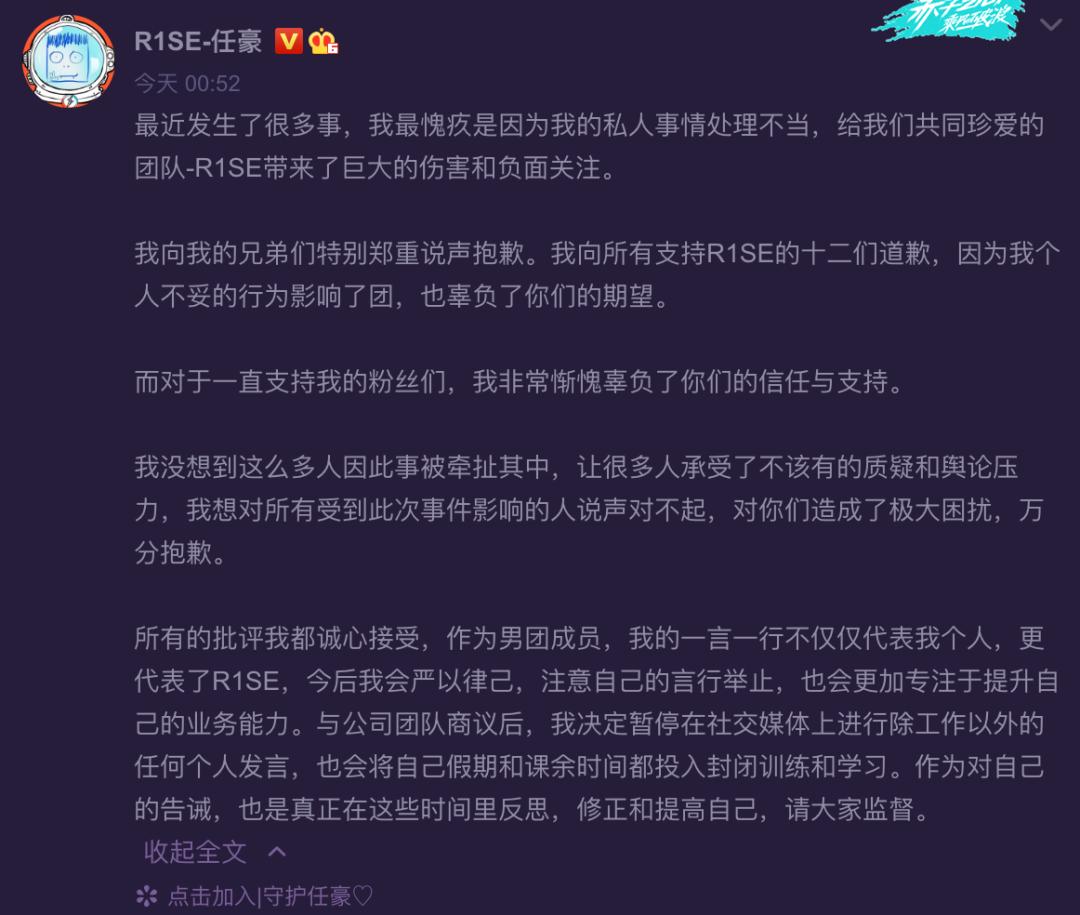 R1SE-任豪
今天 00:52
乘风破浪
最近发生了很多事，我最愧疚是因为我的私人事情处理不当，给我们共同珍爱的
团队-R1SE带来了巨大的伤害和负面关注。
我向我的兄弟们特别郑重说声抱歉。我向所有支持R1SE的十二们道歉，因为我个
人不妥的行为影响了团，也辜负了你们的期望。
而对于一直支持我的粉丝们，我非常惭愧辜负了你们的信任与支持。
我没想到这么多人因此事被牵扯其中，让很多人承受了不该有的质疑和舆论压
力，我想对所有受到此次事件影响的人说声对不起，对你们造成了极大困扰，万
分抱歉。
所有的批评我都诚心接受，作为男团成员，我的一言一行不仅仅代表我个人，更
代表了R1SE，今后我会严以律己，注意自己的言行举止，也会更加专注于提升自
己的业务能力。与公司团队商议后，我决定暂停在社交媒体上进行除工作以外的
任何个人发言，也会将自己假期和课余时间都投入封闭训练和学习。作为对自己
的告诫，也是真正在这些时间里反思，修正和提高自己，请大家监督。
收起全文
点击加入|守护任豪♡